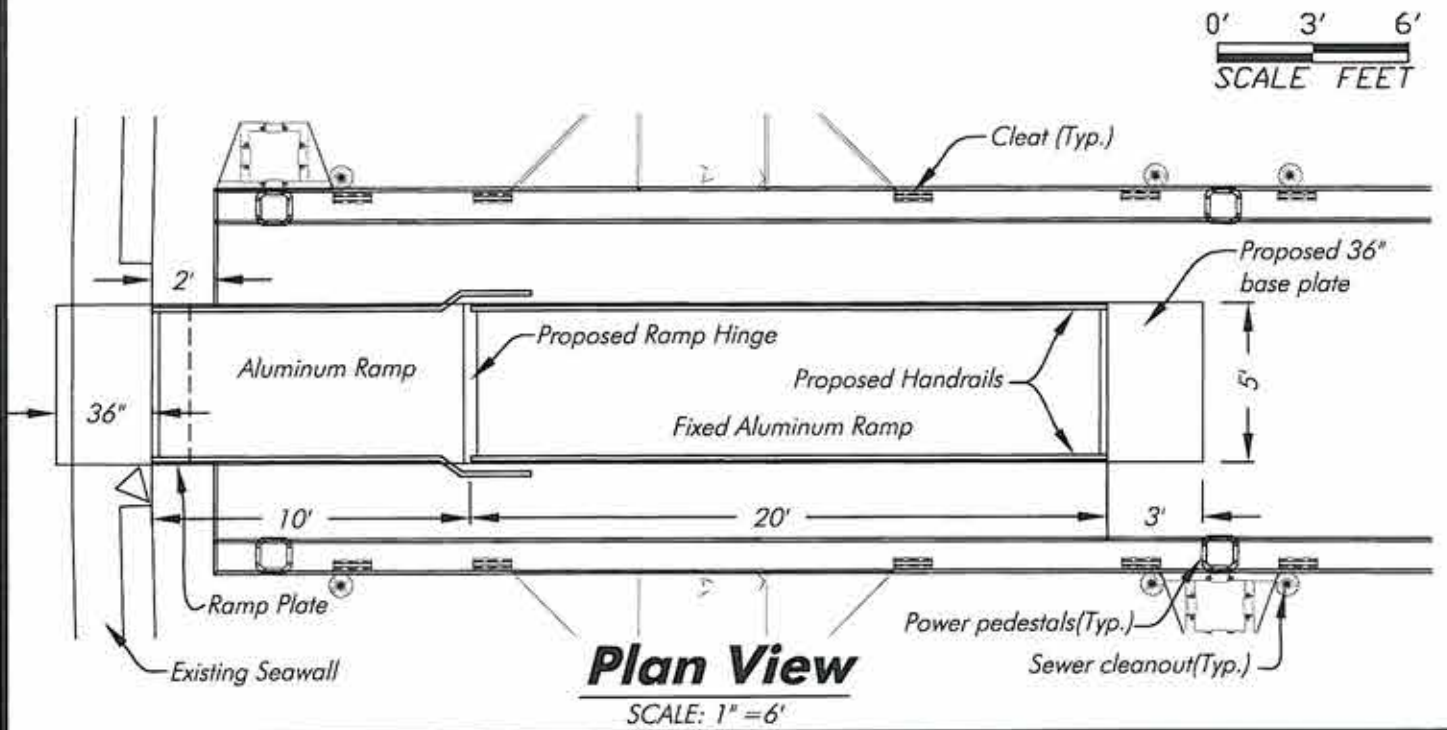 0' 3' 6'
SCALE FEET
Cleat (Typ.)
Proposed 36"
base plate
2'
Proposed Ramp Hinge
Aluminum Ramp
Proposed Handrails
36"
5'
Fixed Aluminum Ramp
10'
20'
3'
Ramp Plate
Power pedestals(Typ.)
Existing Seawall
Sewer cleanout(Typ.)
Plan View
SCALE: 1" =6'